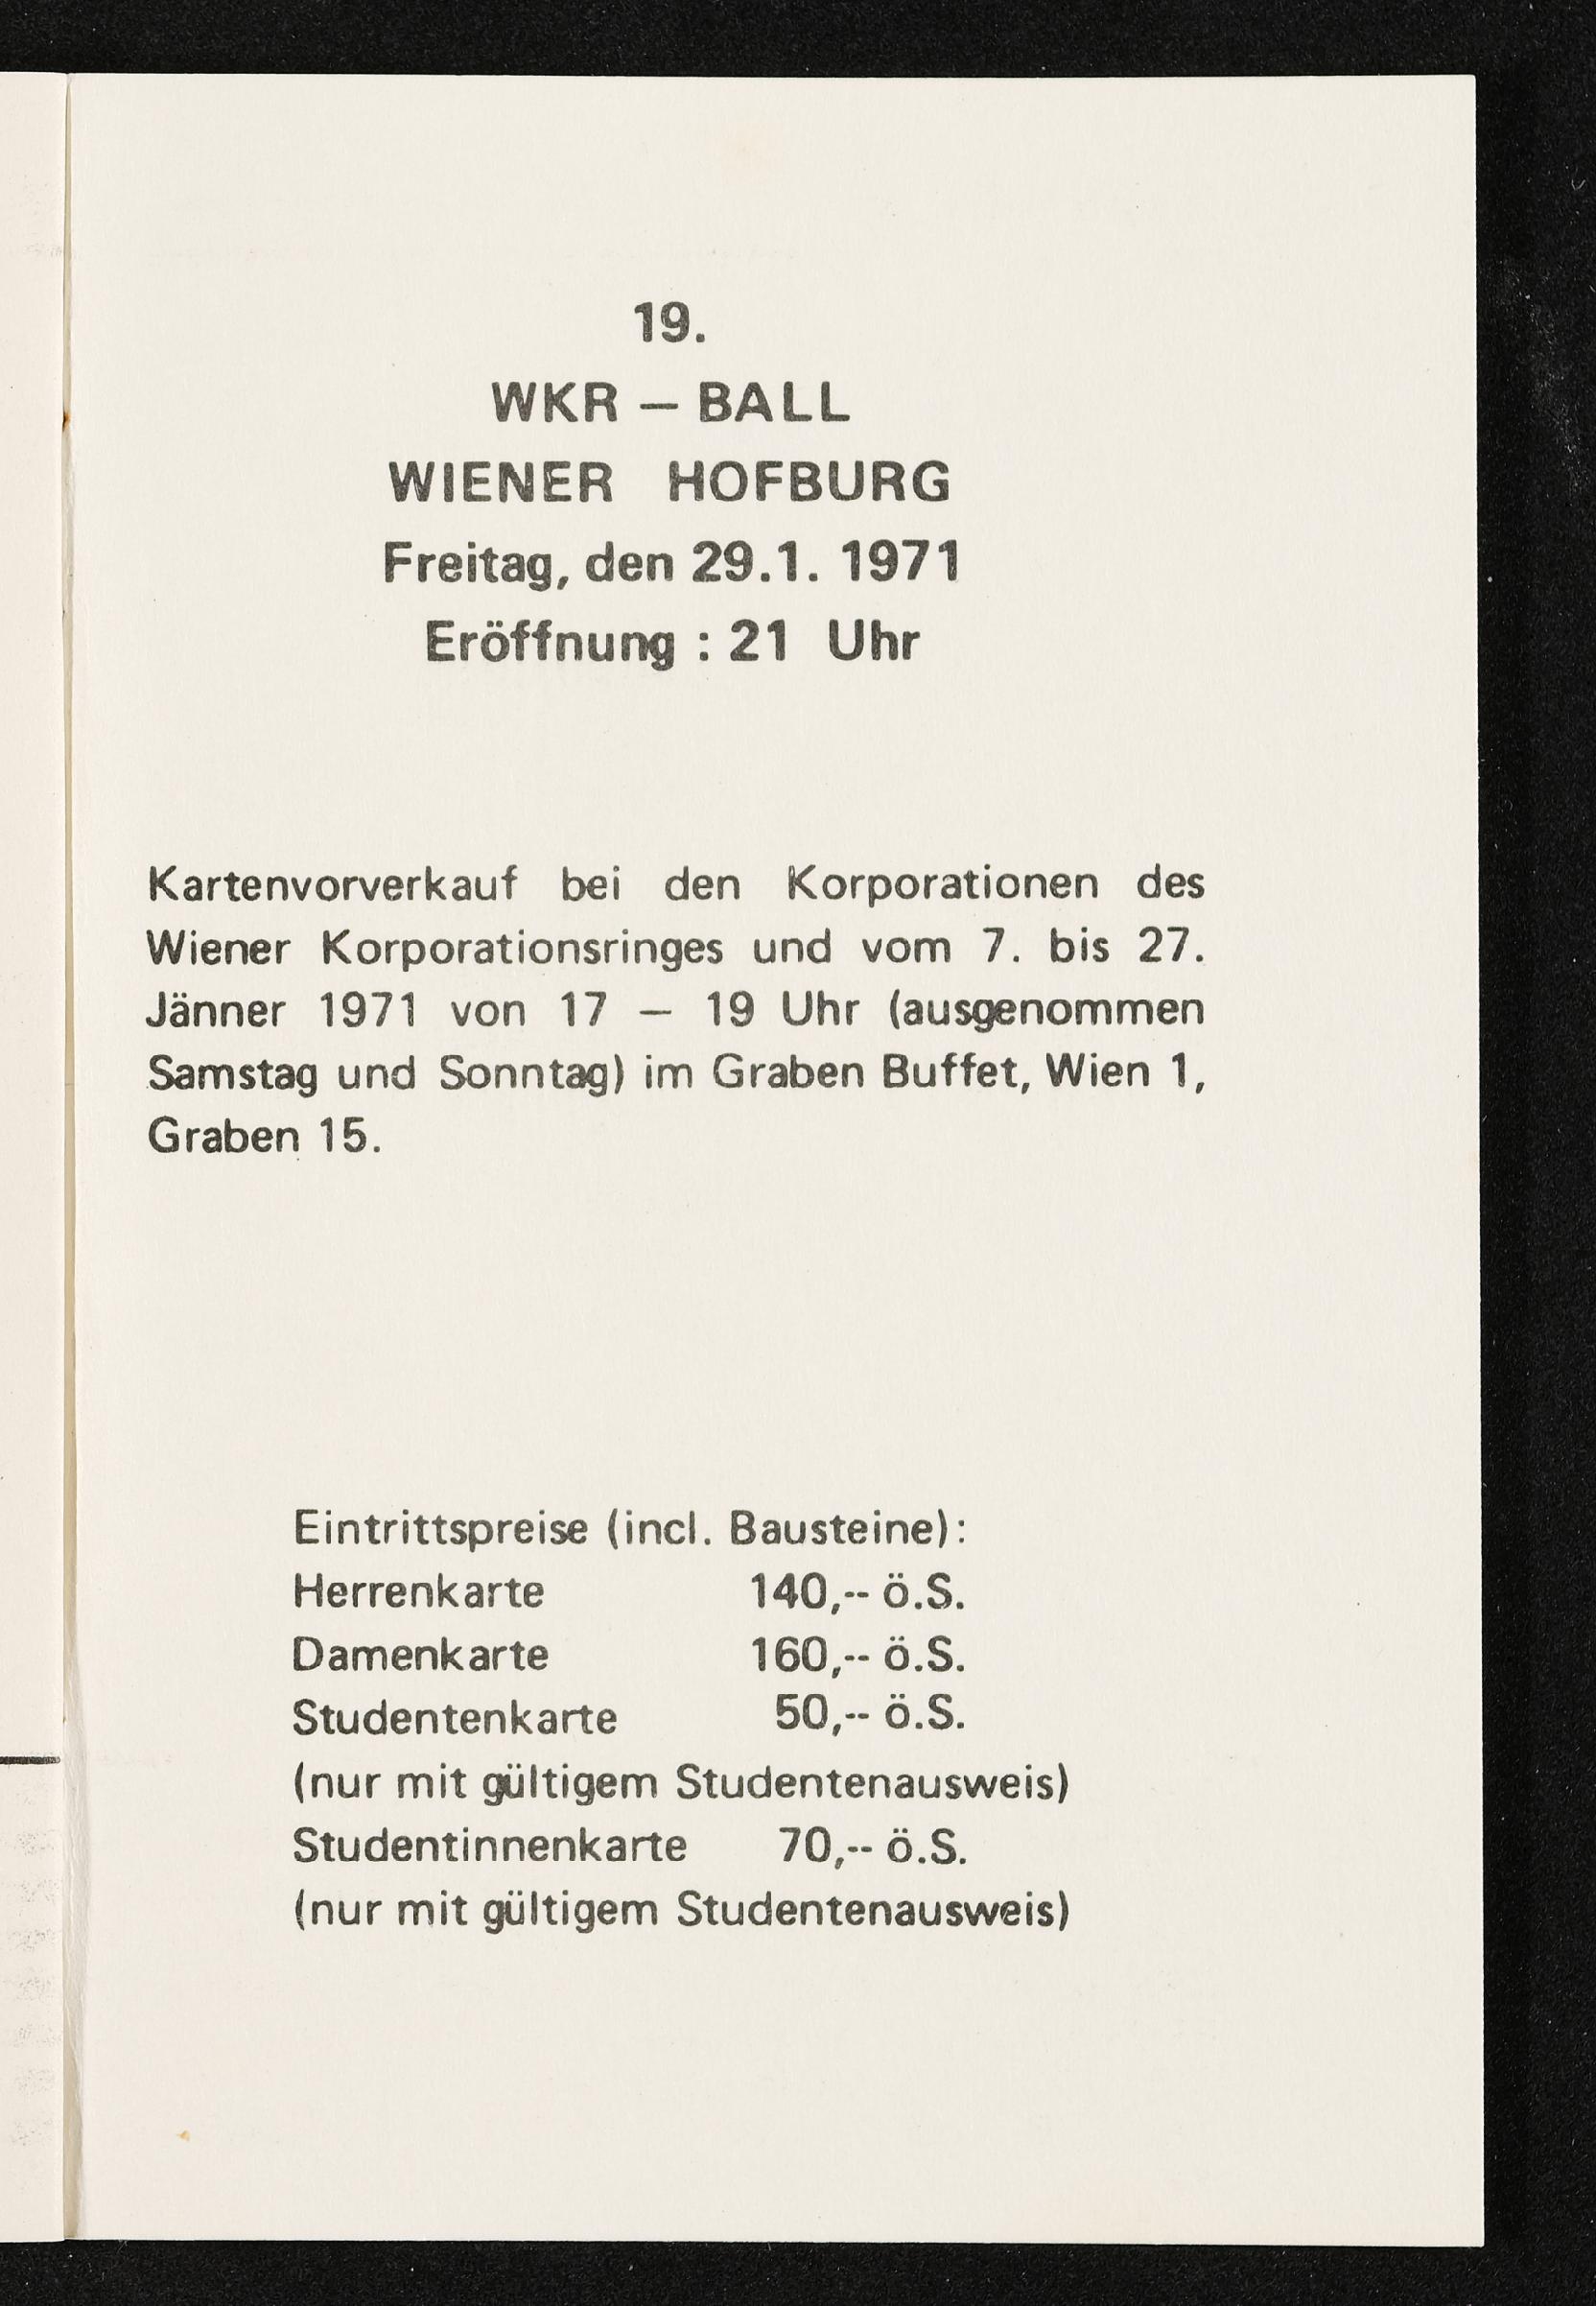 19.
WKR – BALL
WIENER HOFBURG
Freitag, den 29.1. 1971
Eröffnung : 21 Uhr
Kartenvorverkauf bei den Korporationen des
Wiener Korporationsringes und vom 7. bis 27.
Jänner 1971 von 17 – 19 Uhr (ausgenommen
Samstag und Sonntag) im Graben Buffet, Wien 1,
Graben 15.
Eintrittspreise (incl. Bausteine):
Herrenkarte 140,-- ö.S.
Damenkarte 160,-- ö.S.
Studentenkarte 50,-- ö.S.
(nur mit gültigem Studentenausweis)
Studentinnenkarte 70,-- ö.S.
(nur mit gültigem Studentenausweis)